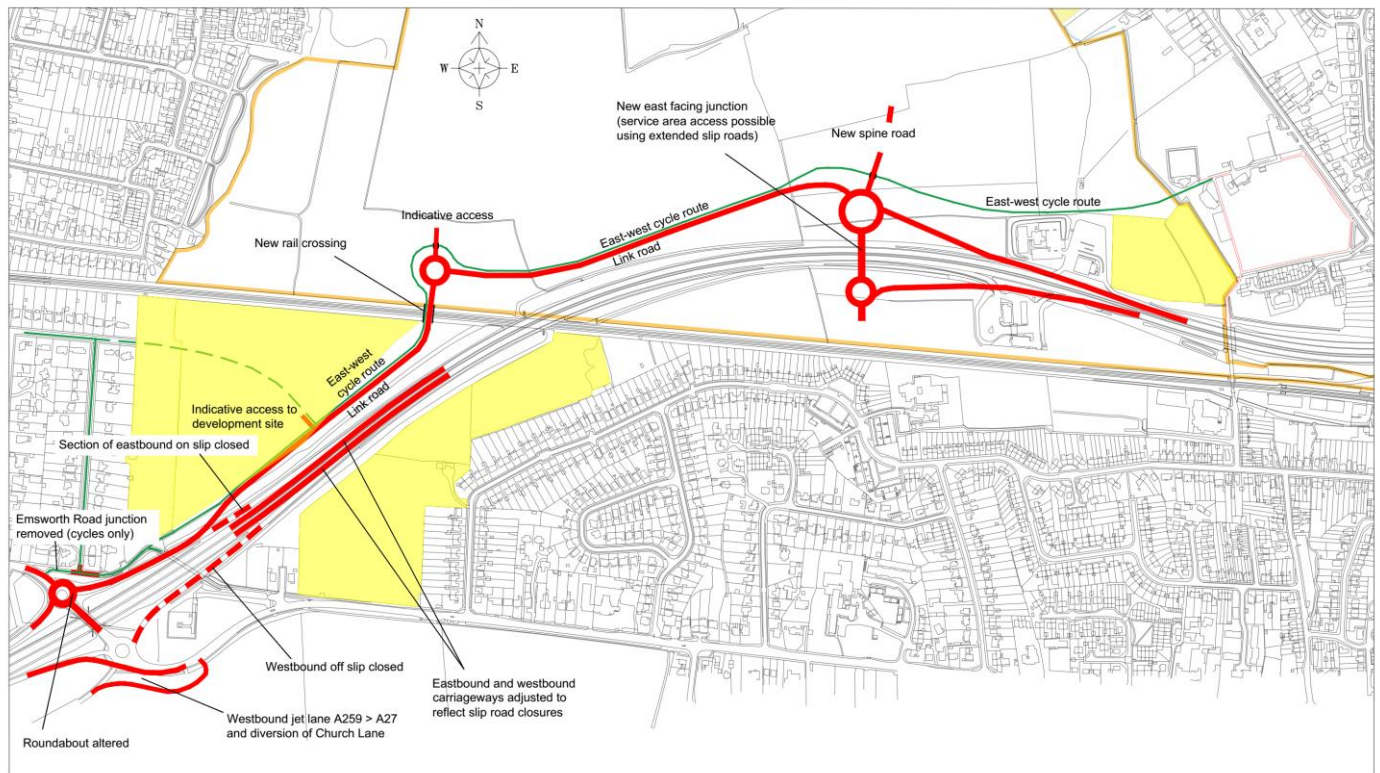 N
W E
S
New east facing junction
(service area access possible
using extended slip roads)
New spine road
Indicative access
East-west cycle route
Link road
East-west cycle route
New rail crossing
East-west
cycle route
Link road
Indicative access to
development site
Section of eastbound on slip closed
Emsworth Road junction
removed (cycles only)
Westbound off slip closed
Eastbound and westbound
carriageways adjusted to
reflect slip road closures
Westbound jet lane A259 > A27
and diversion of Church Lane
Roundabout altered